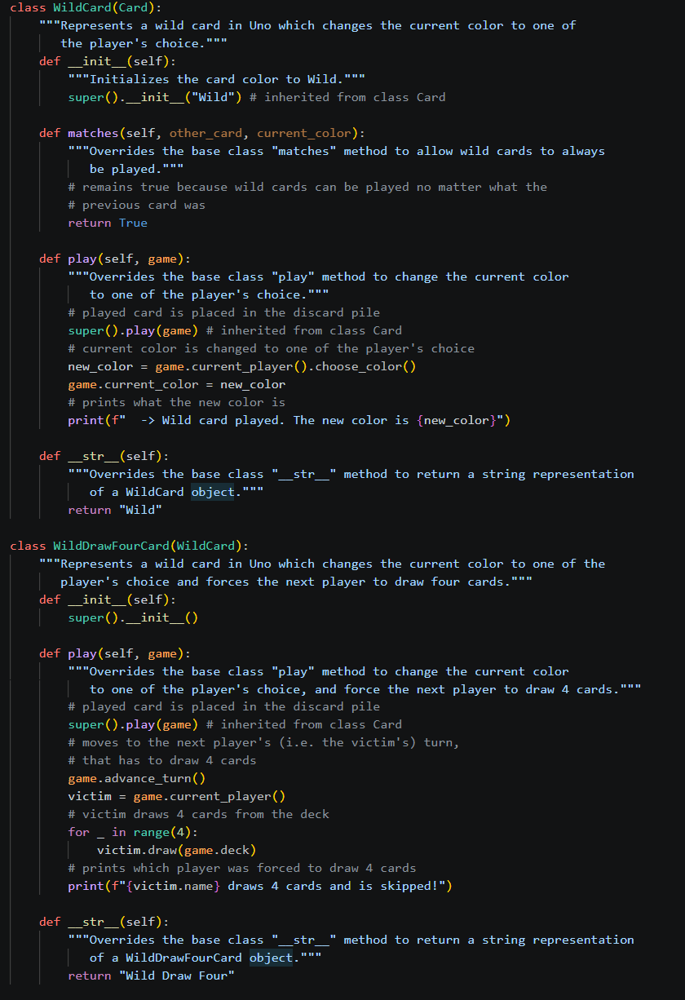 class WildCard(Card):
    """Represents a wild card in Uno which changes the current color to one of
       the player's choice."""
    def __init__(self):
        """Initializes the card color to Wild."""
        super().__init__("Wild") # inherited from class Card

    def matches(self, other_card, current_color):
        """Overrides the base class "matches" method to allow wild cards to always
           be played."""
        # remains true because wild cards can be played no matter what the
        # previous card was
        return True

    def play(self, game):
        """Overrides the base class "play" method to change the current color
           to one of the player's choice."""
        # played card is placed in the discard pile
        super().play(game) # inherited from class Card
        # current color is changed to one of the player's choice
        new_color = game.current_player().choose_color()
        game.current_color = new_color
        # prints what the new color is
        print(f"  -> Wild card played. The new color is {new_color}")

    def __str__(self):
        """Overrides the base class "__str__" method to return a string representation
           of a WildCard object."""
        return "Wild"

class WildDrawFourCard(WildCard):
    """Represents a wild card in Uno which changes the current color to one of the
       player's choice and forces the next player to draw four cards."""
    def __init__(self):
        super().__init__()

    def play(self, game):
        """Overrides the base class "play" method to change the current color
           to one of the player's choice, and force the next player to draw 4 cards."""
        # played card is placed in the discard pile
        super().play(game) # inherited from class Card
        # moves to the next player's (i.e. the victim's) turn,
        # that has to draw 4 cards
        game.advance_turn()
        victim = game.current_player()
        # victim draws 4 cards from the deck
        for _ in range(4):
            victim.draw(game.deck)
        # prints which player was forced to draw 4 cards
        print(f"{victim.name} draws 4 cards and is skipped!")

    def __str__(self):
        """Overrides the base class "__str__" method to return a string representation
           of a WildDrawFourCard object."""
        return "Wild Draw Four"